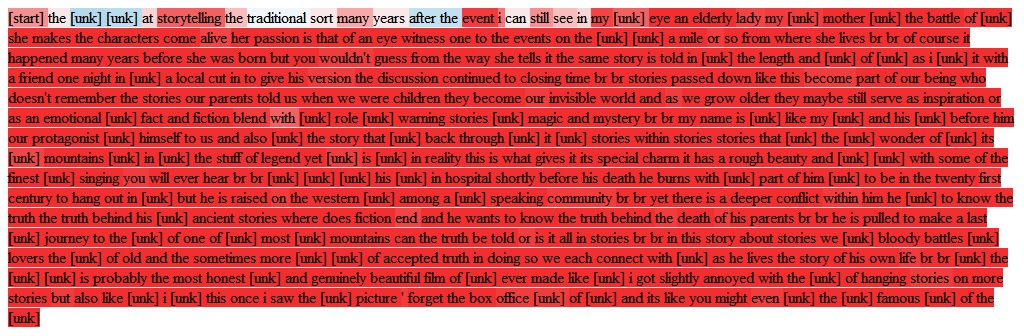 [start] the [unk] [unk] at storytelling the traditional sort many years after the event i can still see in my [unk] eye an elderly lady my [unk] mother [unk] the battle of [unk]
she makes the characters come alive her passion is that of an eye witness one to the events on the [unk] [unk] a mile or so from where she lives br br of course it
happened many years before she was born but you wouldn't guess from the way she tells it the same story is told in [unk] the length and [unk] of [unk] as i [unk] it with
a friend one night in [unk] a local cut in to give his version the discussion continued to closing time br br stories passed down like this become part of our being who
doesn't remember the stories our parents told us when we were children they become our invisible world and as we grow older they maybe still serve as inspiration or
as an emotional [unk] fact and fiction blend with [unk] role [unk] warning stories [unk] magic and mystery br br my name is [unk] like my [unk] and his [unk] before him
our protagonist [unk] himself to us and also [unk] the story that [unk] back through [unk] it [unk] stories within stories stories that [unk] the [unk] wonder of [unk] its
[unk] mountains [unk] in [unk] the stuff of legend yet [unk] is [unk] in reality this is what gives it its special charm it has a rough beauty and [unk] [unk] with some of the
finest [unk] singing you will ever hear br br [unk] [unk] [unk] his [unk] in hospital shortly before his death he burns with [unk] part of him [unk] to be in the twenty first
century to hang out in [unk] but he is raised on the western [unk] among a [unk] speaking community br br yet there is a deeper conflict within him he [unk] to know the
truth the truth behind his [unk] ancient stories where does fiction end and he wants to know the truth behind the death of his parents br br he is pulled to make a last
[unk] journey to the [unk] of one of [unk] most [unk] mountains can the truth be told or is it all in stories br br in this story about stories we [unk] bloody battles [unk]
lovers the [unk] of old and the sometimes more [unk] [unk] of accepted truth in doing so we each connect with [unk] as he lives the story of his own life br br [unk] the
[unk] [unk] is probably the most honest [unk] and genuinely beautiful film of [unk] ever made like [unk] i got slightly annoyed with the [unk] of hanging stories on more
stories but also like [unk] i [unk] this once i saw the [unk] picture ' forget the box office [unk] of [unk] and its like you might even [unk] the [unk] famous [unk] of the
[unk]